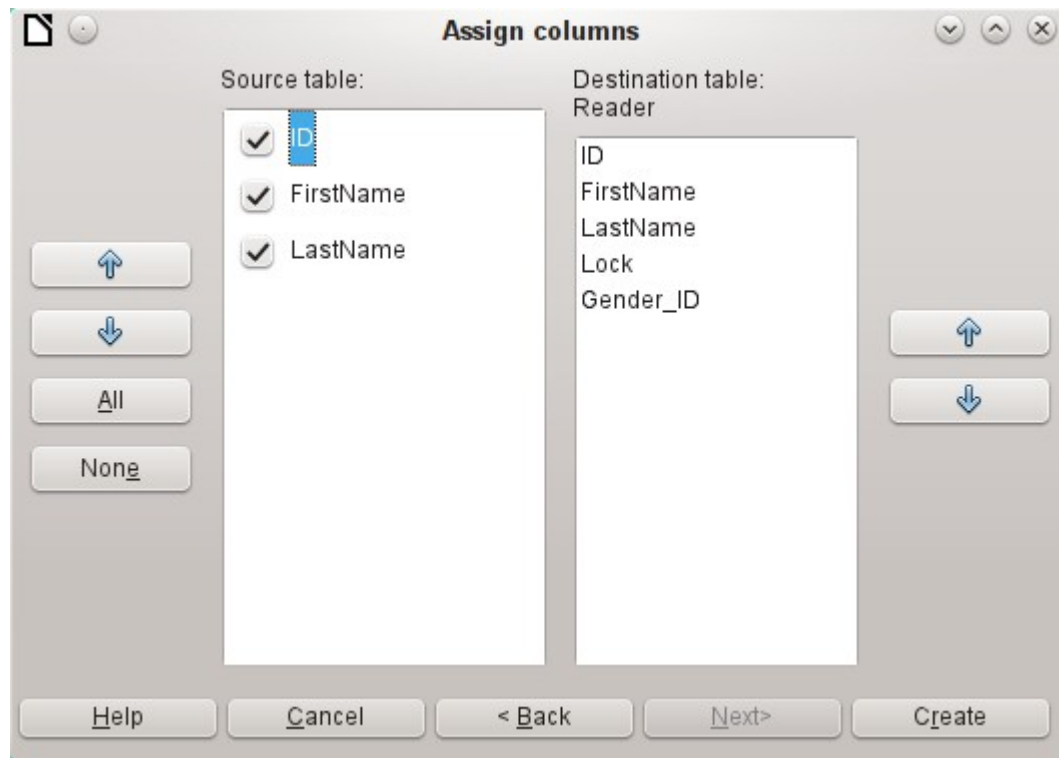 Assign columns
Source table:
ID
FirstName
LastName
Destination table:
Reader
ID
FirstName
LastName
Lock
Gender_ID
All
None
Help
Cancel
< Back
Next>
Create